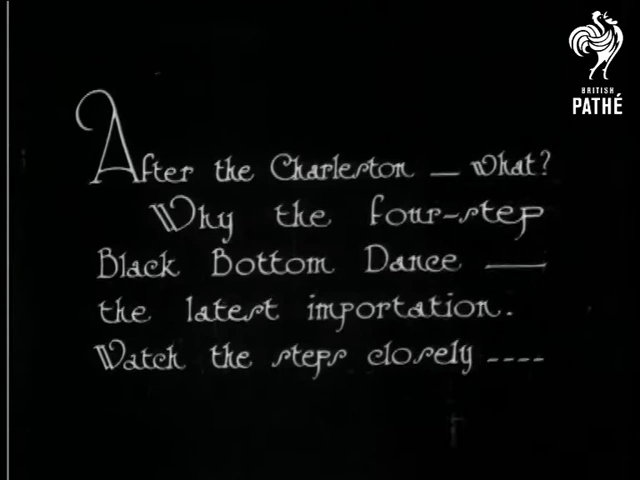 BRITISH
PATHÉ
After the Charleston — what?
Why the four-step
Black Bottom Dance —
the latest importation.
Watch the steps closely ----